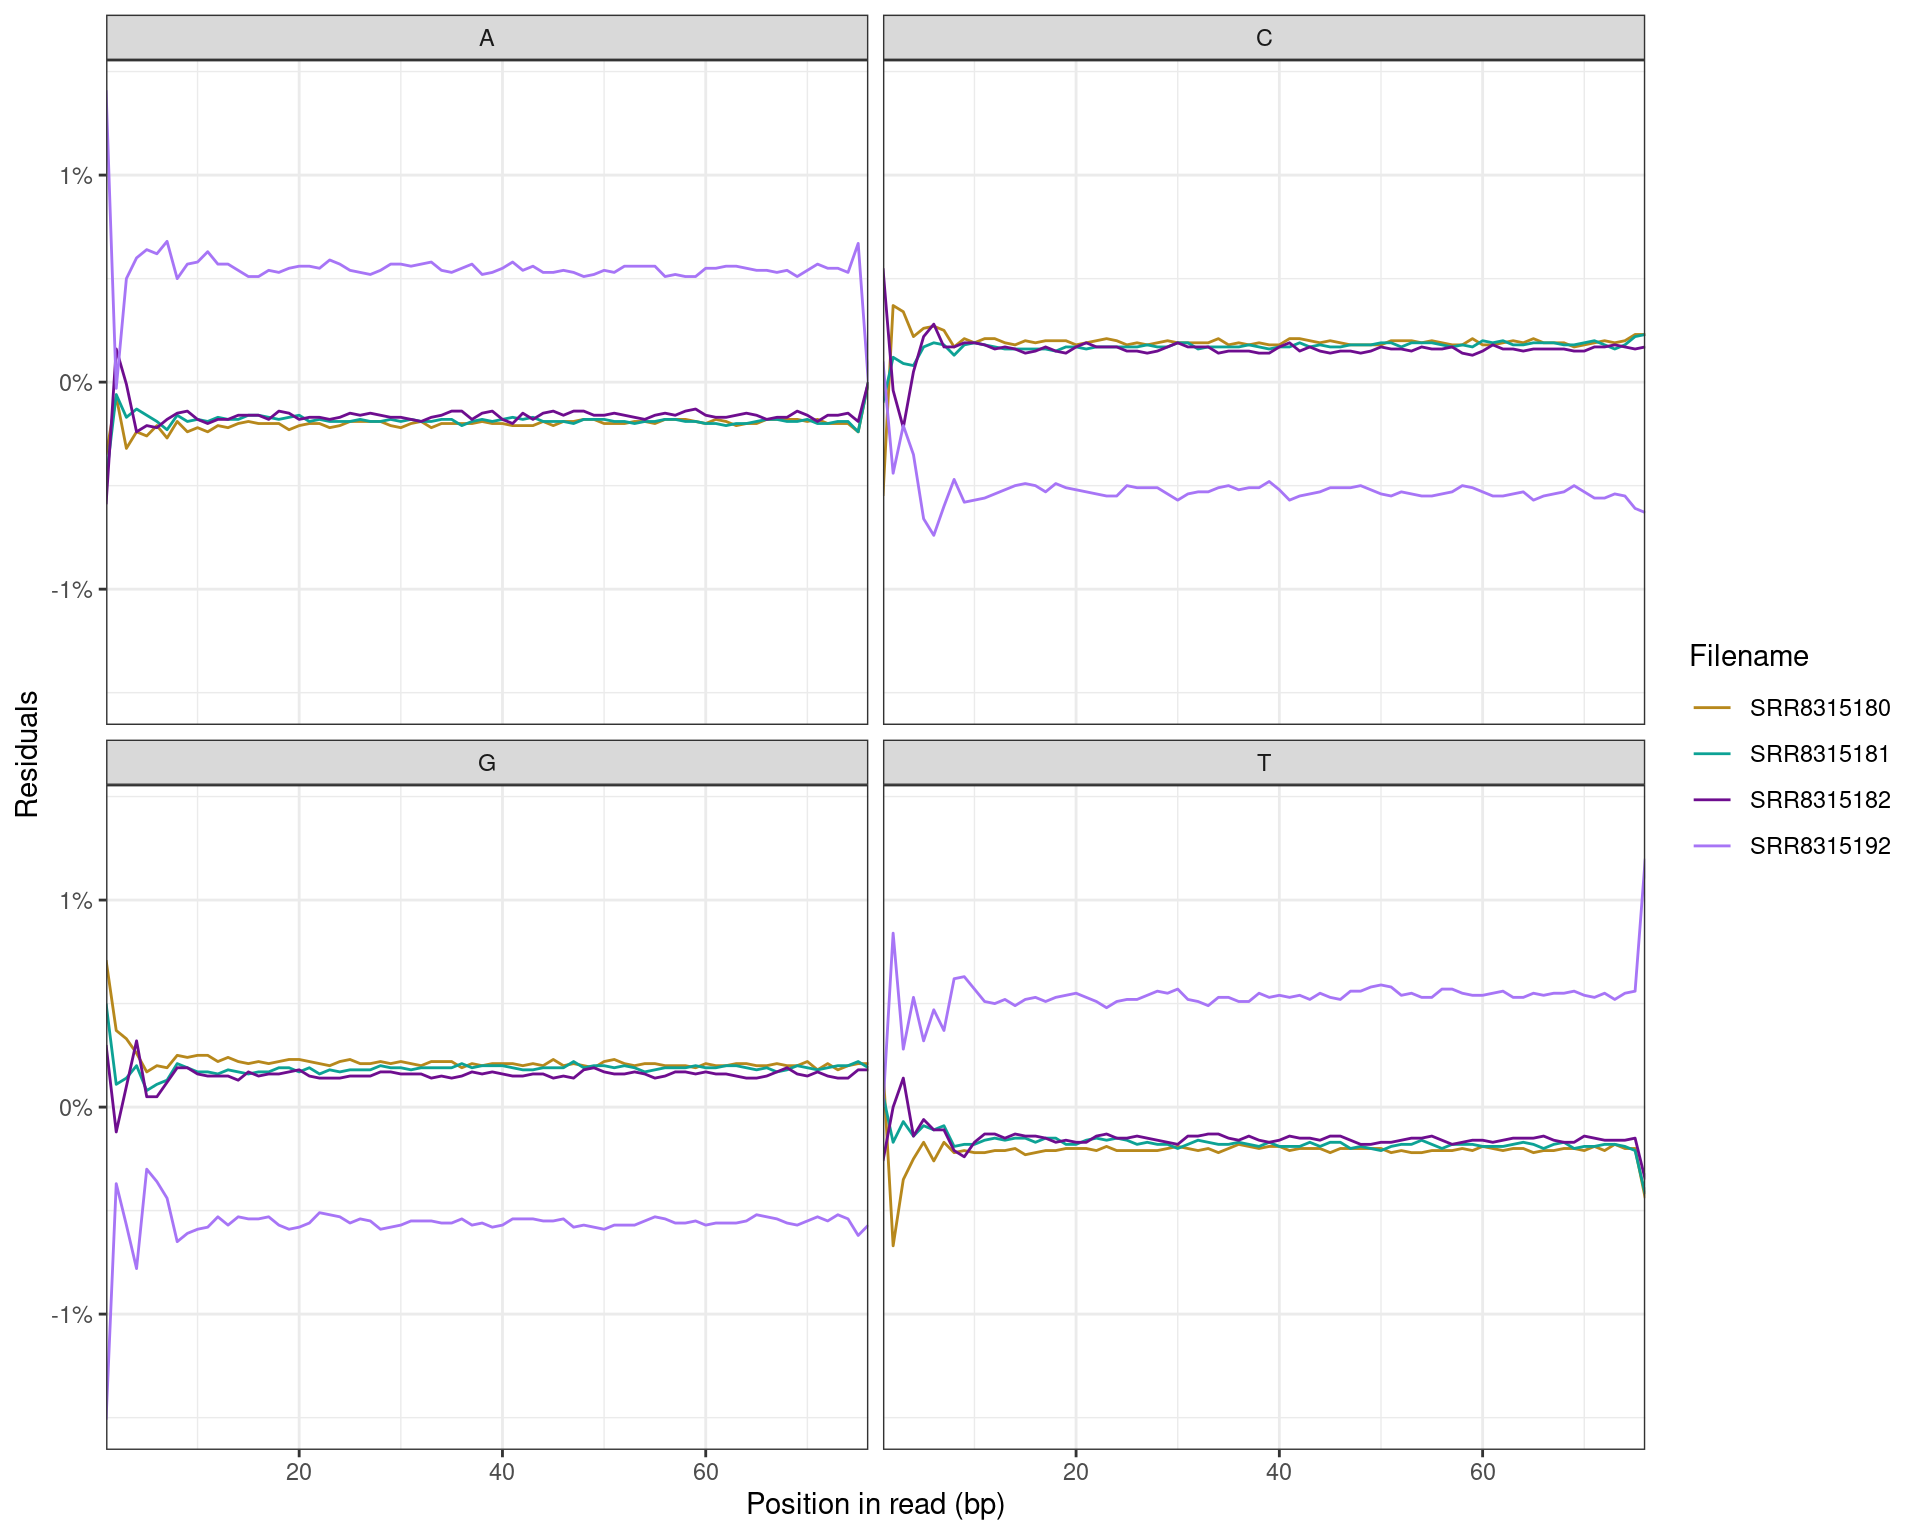 A
C
1%
0%
-1%
G
T
1%
0%
-1%
20
40
60
20
40
60
Position in read (bp)
Residuals
Filename
SRR8315180
SRR8315181
SRR8315182
SRR8315192